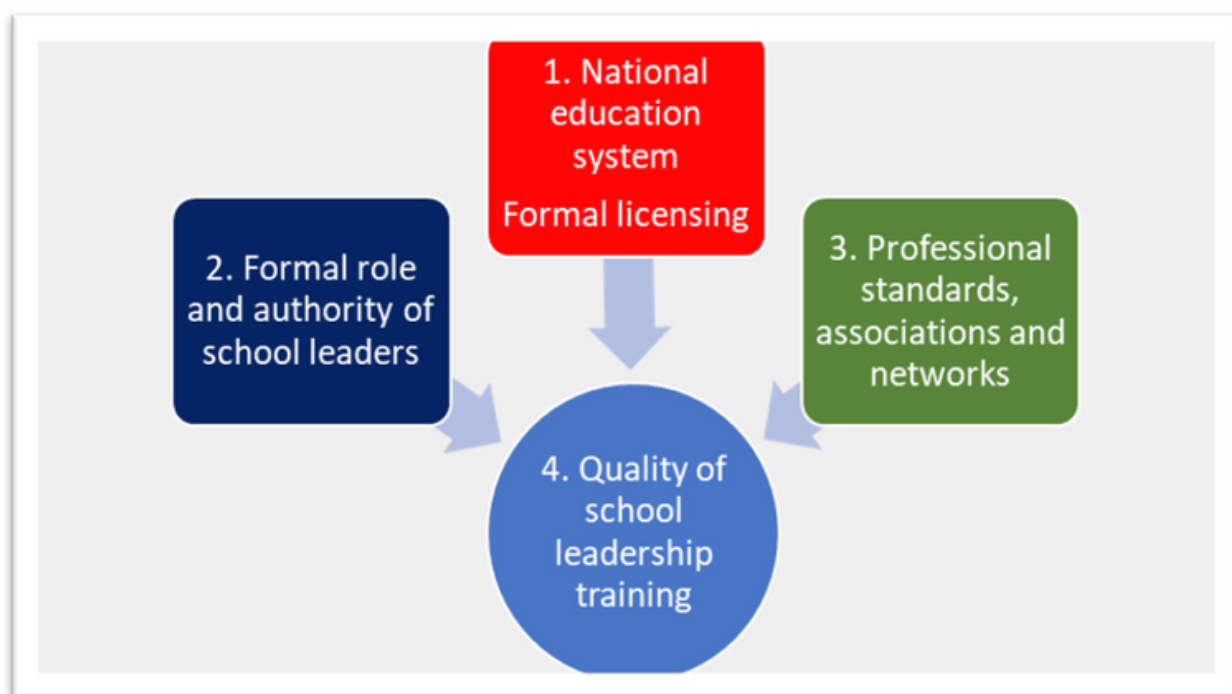 1. National
education
system
Formal licensing
2. Formal role
and authority of
school leaders
3. Professional
standards,
associations and
networks
4. Quality of
school
leadership
training